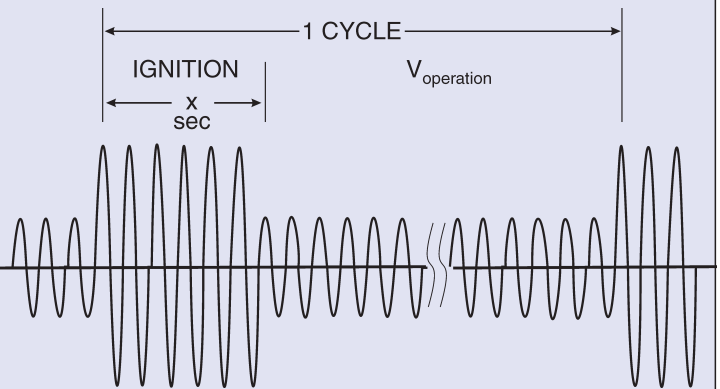 1 CYCLE
IGNITION
V operation
x
sec